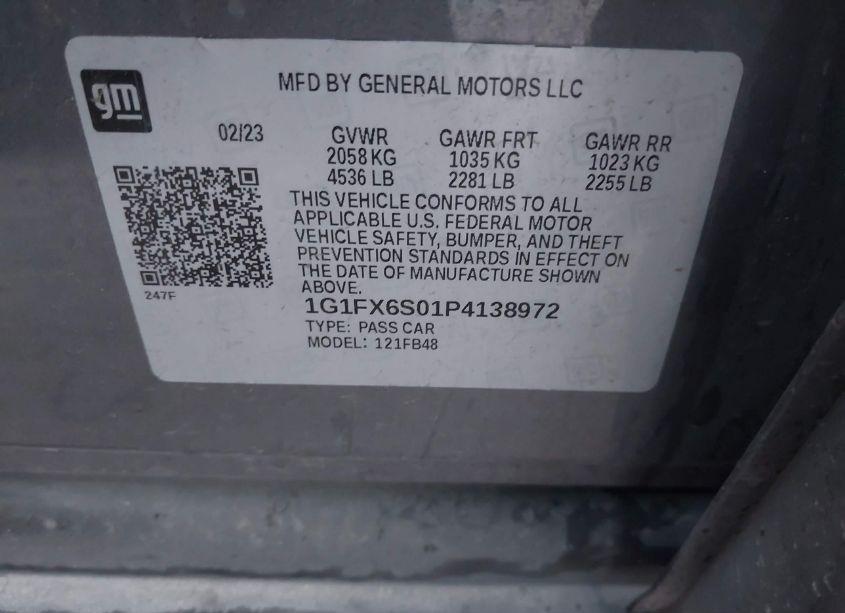 gm
MFD BY GENERAL MOTORS LLC
02/23 GVWR GAWR FRT GAWR RR
2058 KG 1035 KG 1023 KG
4536 LB 2281 LB 2255 LB
THIS VEHICLE CONFORMS TO ALL
APPLICABLE U.S. FEDERAL MOTOR
VEHICLE SAFETY, BUMPER, AND THEFT
PREVENTION STANDARDS IN EFFECT ON
THE DATE OF MANUFACTURE SHOWN
ABOVE.
247F
1G1FX6S01P4138972
TYPE: PASS CAR
MODEL: 121FB48